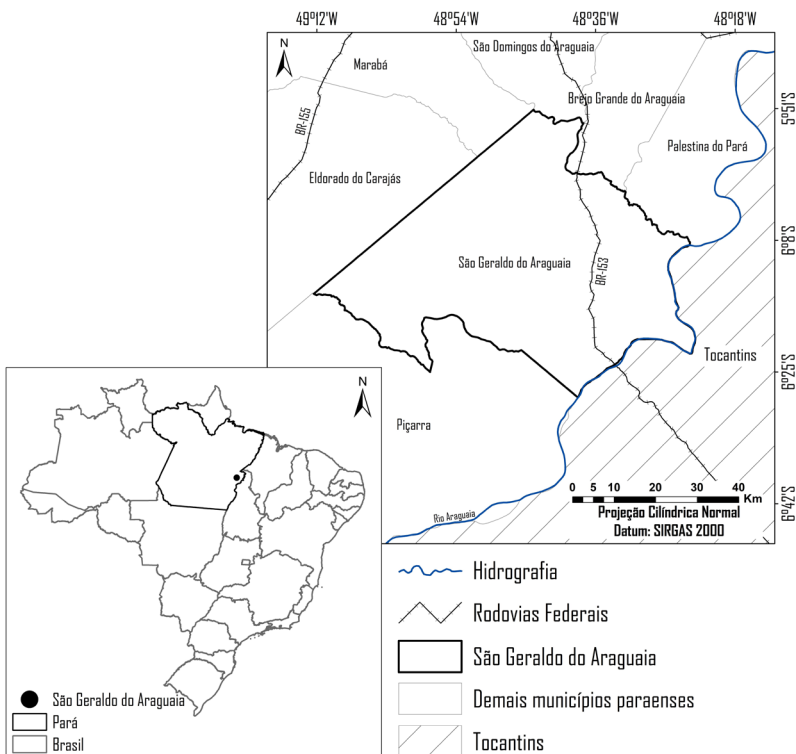 49°12'W
48°54'W
48°36'W
48°18'W
N
São Domingos do Araguaia
Marabá
Brejo Grande do Araguaia
5°51'S
BR-155
Palestina do Pará
Eldorado do Carajás
6°8'S
São Geraldo do Araguaia
BR-153
Tocantins
6°25'S
Piçarra
0 5 10 20 30 40
Km
Projeção Cilíndrica Normal
Datum: SIRGAS 2000
6°42'S
Rio Araguaia
N
São Geraldo do Araguaia
Pará
Brasil
Hidrografia
Rodovias Federais
São Geraldo do Araguaia
Demais municípios paraenses
Tocantins